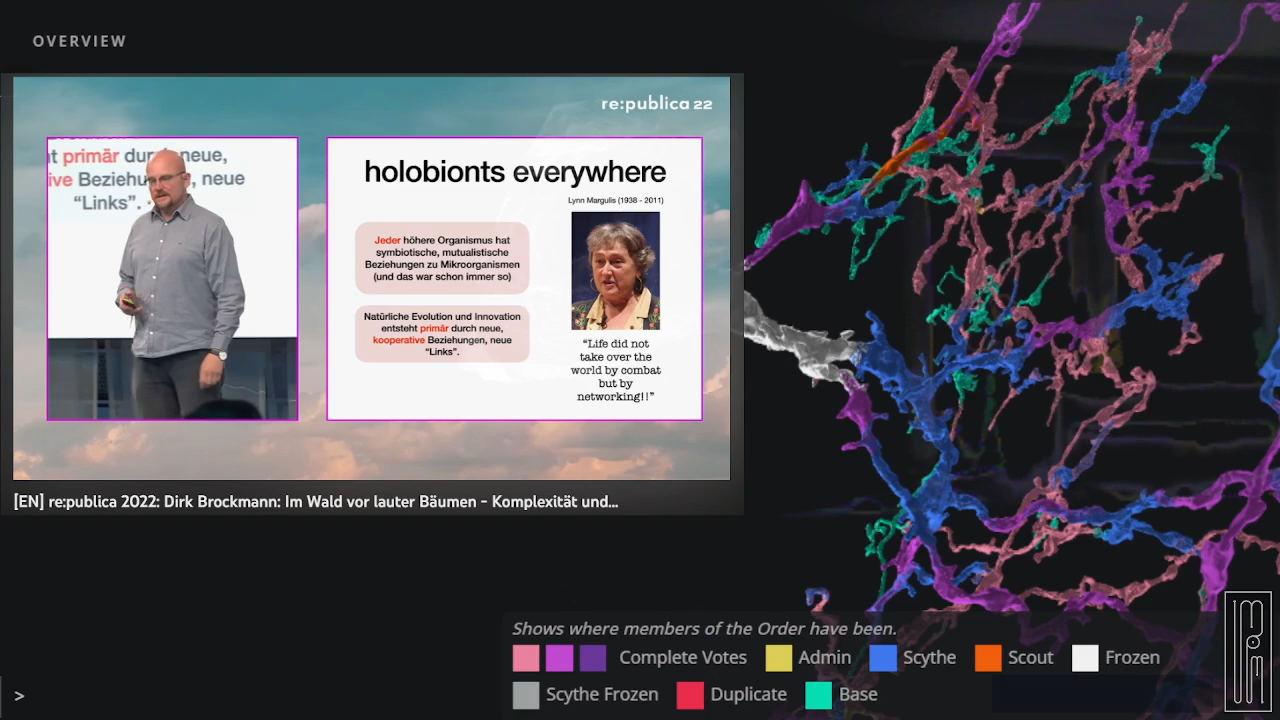 OVERVIEW
re:publica 22
primär durch neue,
Beziehu , neue
“Links”.
holobionts everywhere
Lynn Margulis (1938 - 2011)
Jeder höhere Organismus hat
symbiotische, mutualistische
Beziehungen zu Mikroorganismen
(und das war schon immer so)
Natürliche Evolution und Innovation
entsteht primär durch neue,
kooperative Beziehungen, neue
“Links”.
“Life did not
take over the
world by combat
but by
networking!!”
[EN] re:publica 2022: Dirk Brockmann: Im Wald vor lauter Bäumen - Komplexität und...
Shows where members of the Order have been.
Complete Votes Admin Scythe Scout Frozen
Scythe Frozen Duplicate Base
>